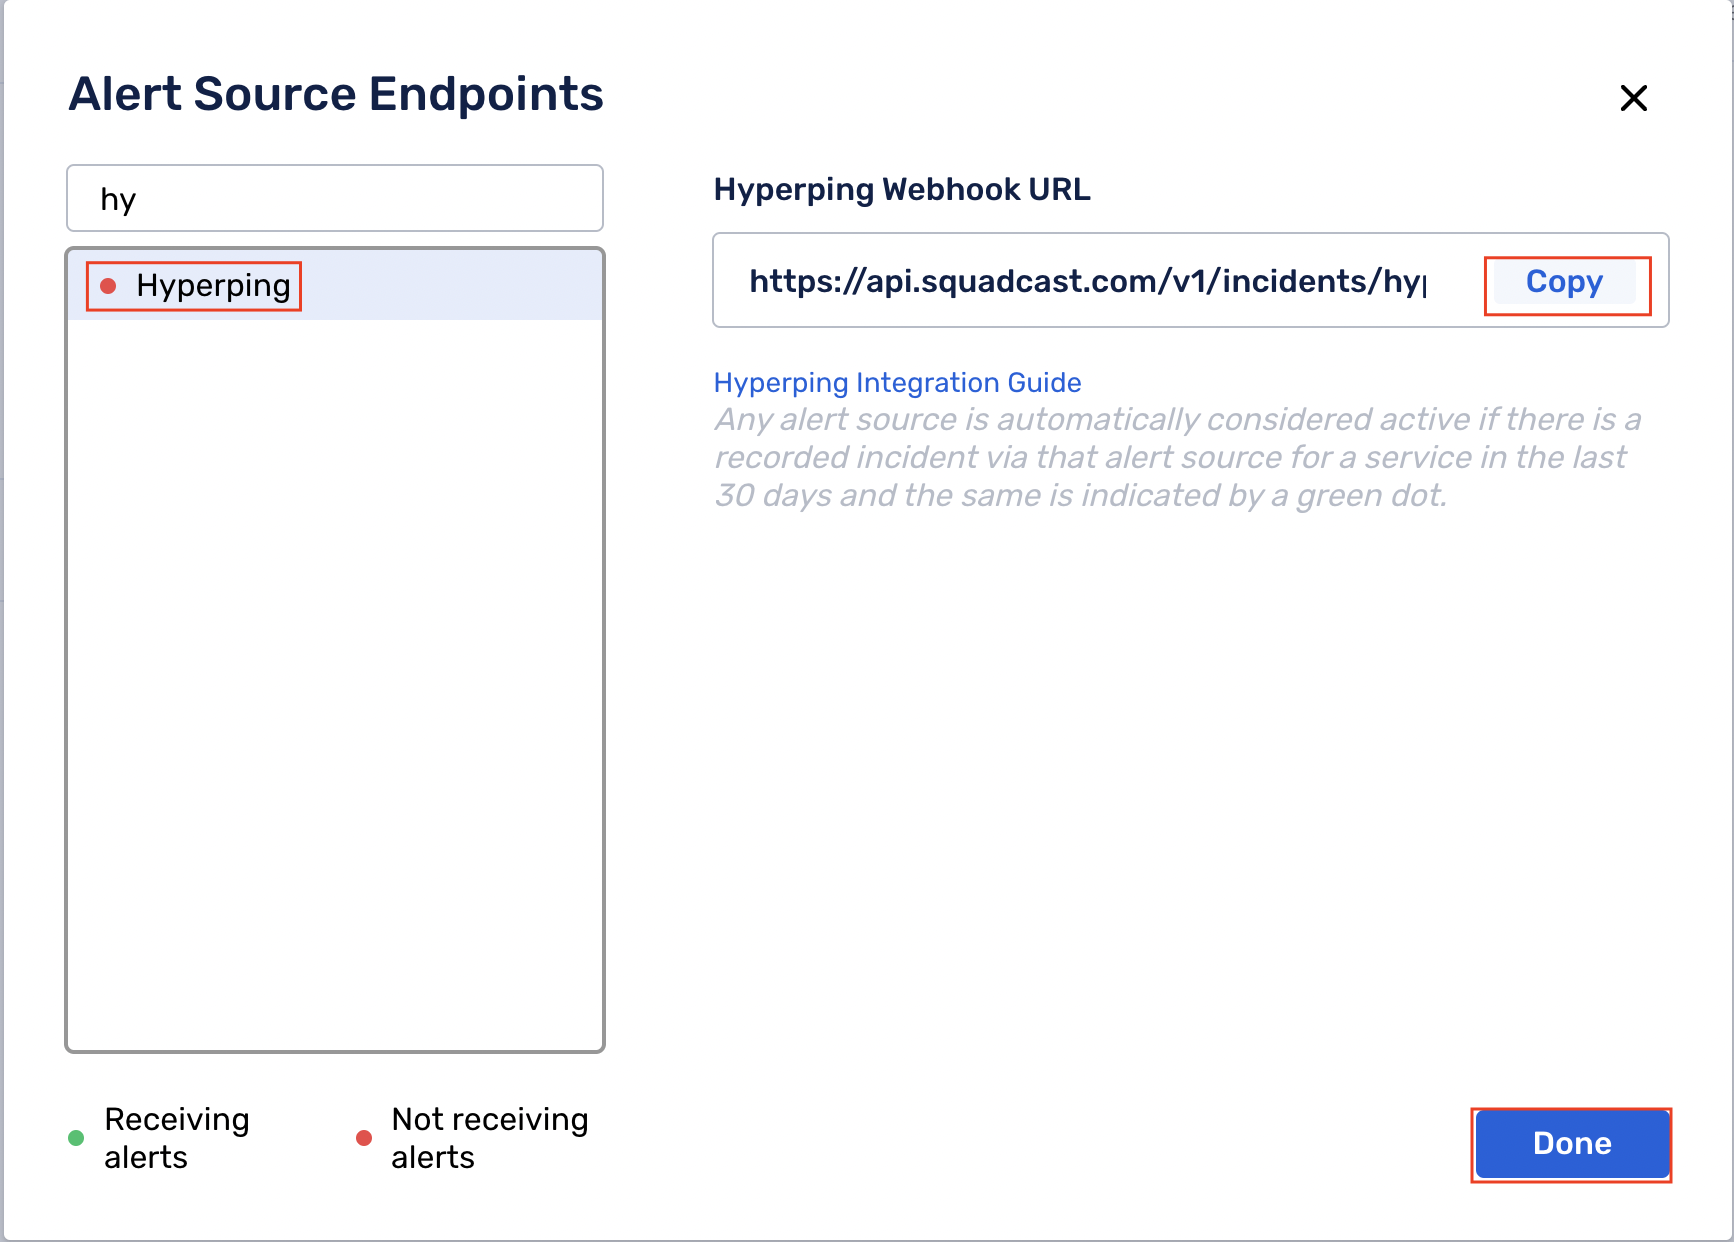 Alert Source Endpoints
hy
Hyperping
Receiving
alerts
Not receiving
alerts
Hyperping Webhook URL
https://api.squadcast.com/v1/incidents/hyp
Copy
Hyperping Integration Guide
Any alert source is automatically considered active if there is a
recorded incident via that alert source for a service in the last
30 days and the same is indicated by a green dot.
Done